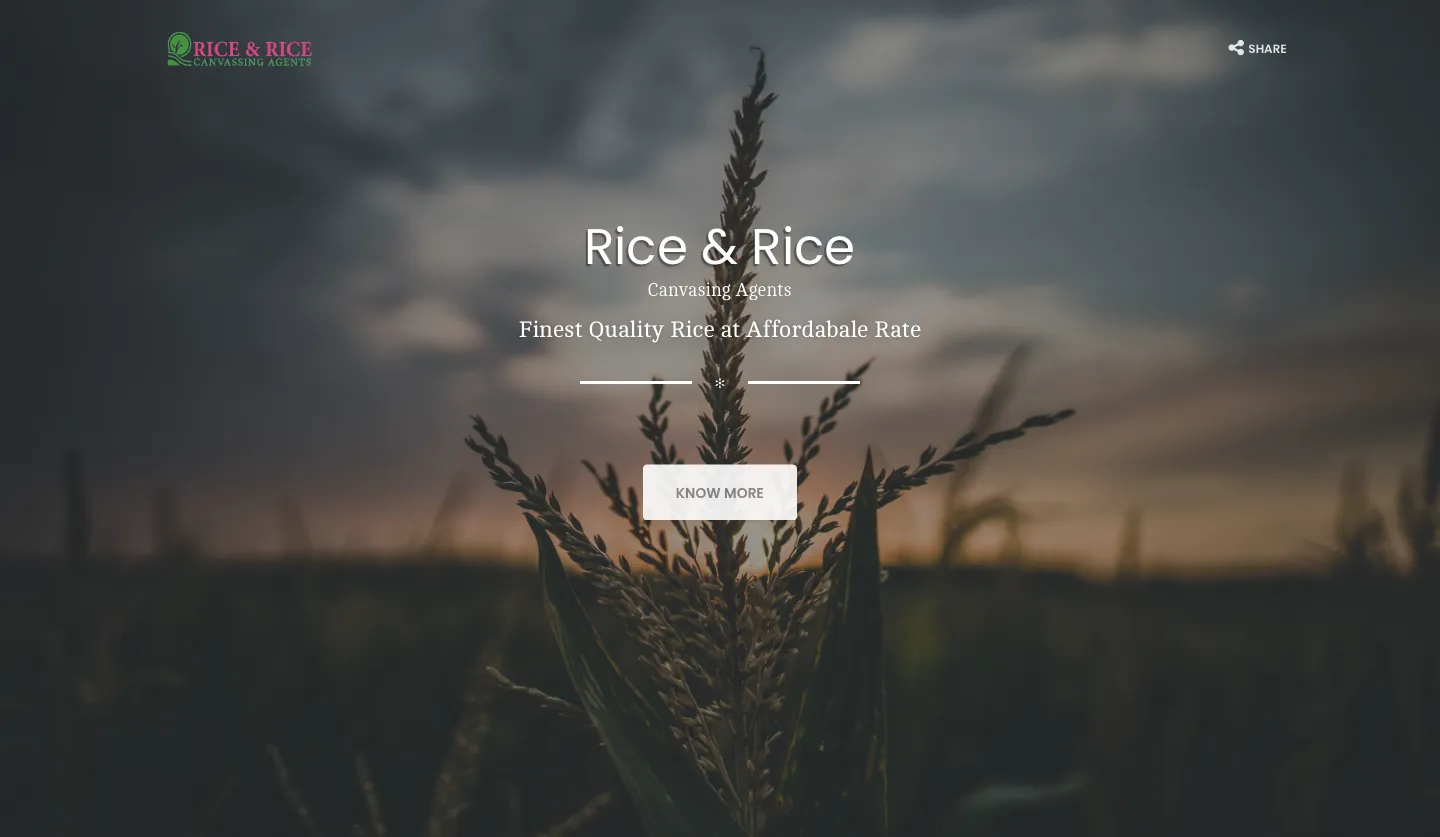 RICE & RICE
CANVASSING AGENTS
SHARE
Rice & Rice
Canvasing Agents
Finest Quality Rice at Affordabale Rate
KNOW MORE